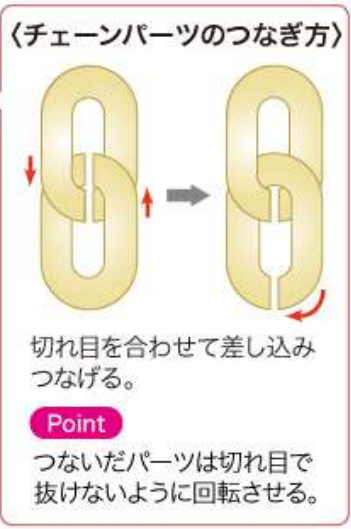 〈チェーンパーツのつなぎ方〉
切れ目を合わせて差し込み
つなげる。
Point
つないだパーツは切れ目で
抜けないように回転させる。